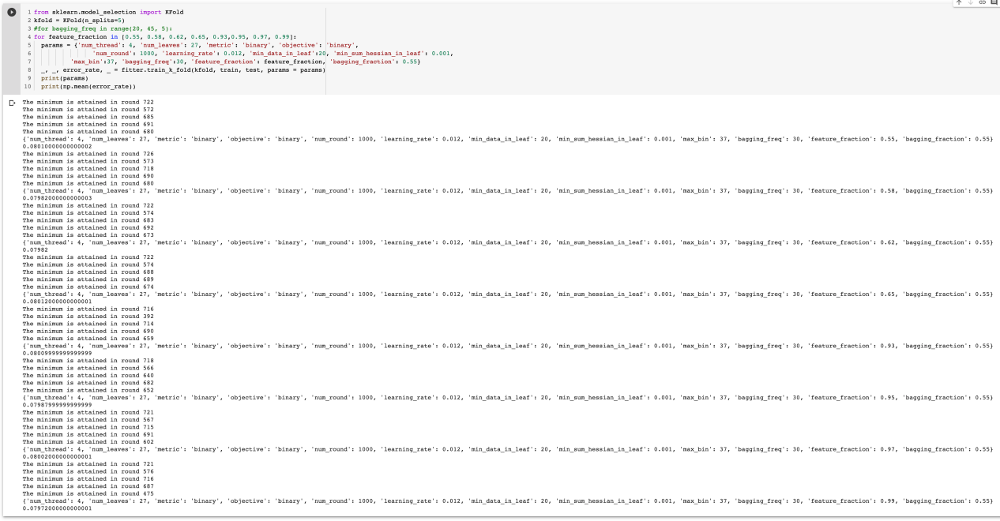 1 from sklearn.model_selection import KFold
2 kfold = KFold(n_splits=5)
3 #for bagging_freq in range(20, 45, 5):
4 for feature_fraction in [0.55, 0.58, 0.62, 0.65, 0.93,0.95, 0.97, 0.99]:
5   params = {'num_thread': 4, 'num_leaves': 27, 'metric': 'binary', 'objective': 'binary',
6             'num_round': 1000, 'learning_rate': 0.012, 'min_data_in_leaf':20, 'min_sum_hessian_in_leaf': 0.001,
7         'max_bin':37, 'bagging_freq':30, 'feature_fraction': feature_fraction, 'bagging_fraction': 0.55}
8   _, _, error_rate, _ = fitter.train_k_fold(kfold, train, test, params = params)
9   print(params)
10   print(np.mean(error_rate))
The minimum is attained in round 722
The minimum is attained in round 572
The minimum is attained in round 685
The minimum is attained in round 691
The minimum is attained in round 680
{'num_thread': 4, 'num_leaves': 27, 'metric': 'binary', 'objective': 'binary', 'num_round': 1000, 'learning_rate': 0.012, 'min_data_in_leaf': 20, 'min_sum_hessian_in_leaf': 0.001, 'max_bin': 37, 'bagging_freq': 30, 'feature_fraction': 0.55, 'bagging_fraction': 0.55}
0.08010000000000002
The minimum is attained in round 726
The minimum is attained in round 573
The minimum is attained in round 718
The minimum is attained in round 690
The minimum is attained in round 680
{'num_thread': 4, 'num_leaves': 27, 'metric': 'binary', 'objective': 'binary', 'num_round': 1000, 'learning_rate': 0.012, 'min_data_in_leaf': 20, 'min_sum_hessian_in_leaf': 0.001, 'max_bin': 37, 'bagging_freq': 30, 'feature_fraction': 0.58, 'bagging_fraction': 0.55}
0.07982000000000003
The minimum is attained in round 722
The minimum is attained in round 574
The minimum is attained in round 683
The minimum is attained in round 692
The minimum is attained in round 673
{'num_thread': 4, 'num_leaves': 27, 'metric': 'binary', 'objective': 'binary', 'num_round': 1000, 'learning_rate': 0.012, 'min_data_in_leaf': 20, 'min_sum_hessian_in_leaf': 0.001, 'max_bin': 37, 'bagging_freq': 30, 'feature_fraction': 0.62, 'bagging_fraction': 0.55}
0.07982
The minimum is attained in round 722
The minimum is attained in round 574
The minimum is attained in round 688
The minimum is attained in round 689
The minimum is attained in round 674
{'num_thread': 4, 'num_leaves': 27, 'metric': 'binary', 'objective': 'binary', 'num_round': 1000, 'learning_rate': 0.012, 'min_data_in_leaf': 20, 'min_sum_hessian_in_leaf': 0.001, 'max_bin': 37, 'bagging_freq': 30, 'feature_fraction': 0.65, 'bagging_fraction': 0.55}
0.08012000000000001
The minimum is attained in round 716
The minimum is attained in round 392
The minimum is attained in round 714
The minimum is attained in round 690
The minimum is attained in round 659
{'num_thread': 4, 'num_leaves': 27, 'metric': 'binary', 'objective': 'binary', 'num_round': 1000, 'learning_rate': 0.012, 'min_data_in_leaf': 20, 'min_sum_hessian_in_leaf': 0.001, 'max_bin': 37, 'bagging_freq': 30, 'feature_fraction': 0.93, 'bagging_fraction': 0.55}
0.08009999999999999
The minimum is attained in round 718
The minimum is attained in round 566
The minimum is attained in round 640
The minimum is attained in round 682
The minimum is attained in round 652
{'num_thread': 4, 'num_leaves': 27, 'metric': 'binary', 'objective': 'binary', 'num_round': 1000, 'learning_rate': 0.012, 'min_data_in_leaf': 20, 'min_sum_hessian_in_leaf': 0.001, 'max_bin': 37, 'bagging_freq': 30, 'feature_fraction': 0.95, 'bagging_fraction': 0.55}
0.07987999999999999
The minimum is attained in round 721
The minimum is attained in round 567
The minimum is attained in round 715
The minimum is attained in round 691
The minimum is attained in round 602
{'num_thread': 4, 'num_leaves': 27, 'metric': 'binary', 'objective': 'binary', 'num_round': 1000, 'learning_rate': 0.012, 'min_data_in_leaf': 20, 'min_sum_hessian_in_leaf': 0.001, 'max_bin': 37, 'bagging_freq': 30, 'feature_fraction': 0.97, 'bagging_fraction': 0.55}
0.08002000000000001
The minimum is attained in round 721
The minimum is attained in round 576
The minimum is attained in round 716
The minimum is attained in round 687
The minimum is attained in round 475
{'num_thread': 4, 'num_leaves': 27, 'metric': 'binary', 'objective': 'binary', 'num_round': 1000, 'learning_rate': 0.012, 'min_data_in_leaf': 20, 'min_sum_hessian_in_leaf': 0.001, 'max_bin': 37, 'bagging_freq': 30, 'feature_fraction': 0.99, 'bagging_fraction': 0.55}
0.07972000000000001